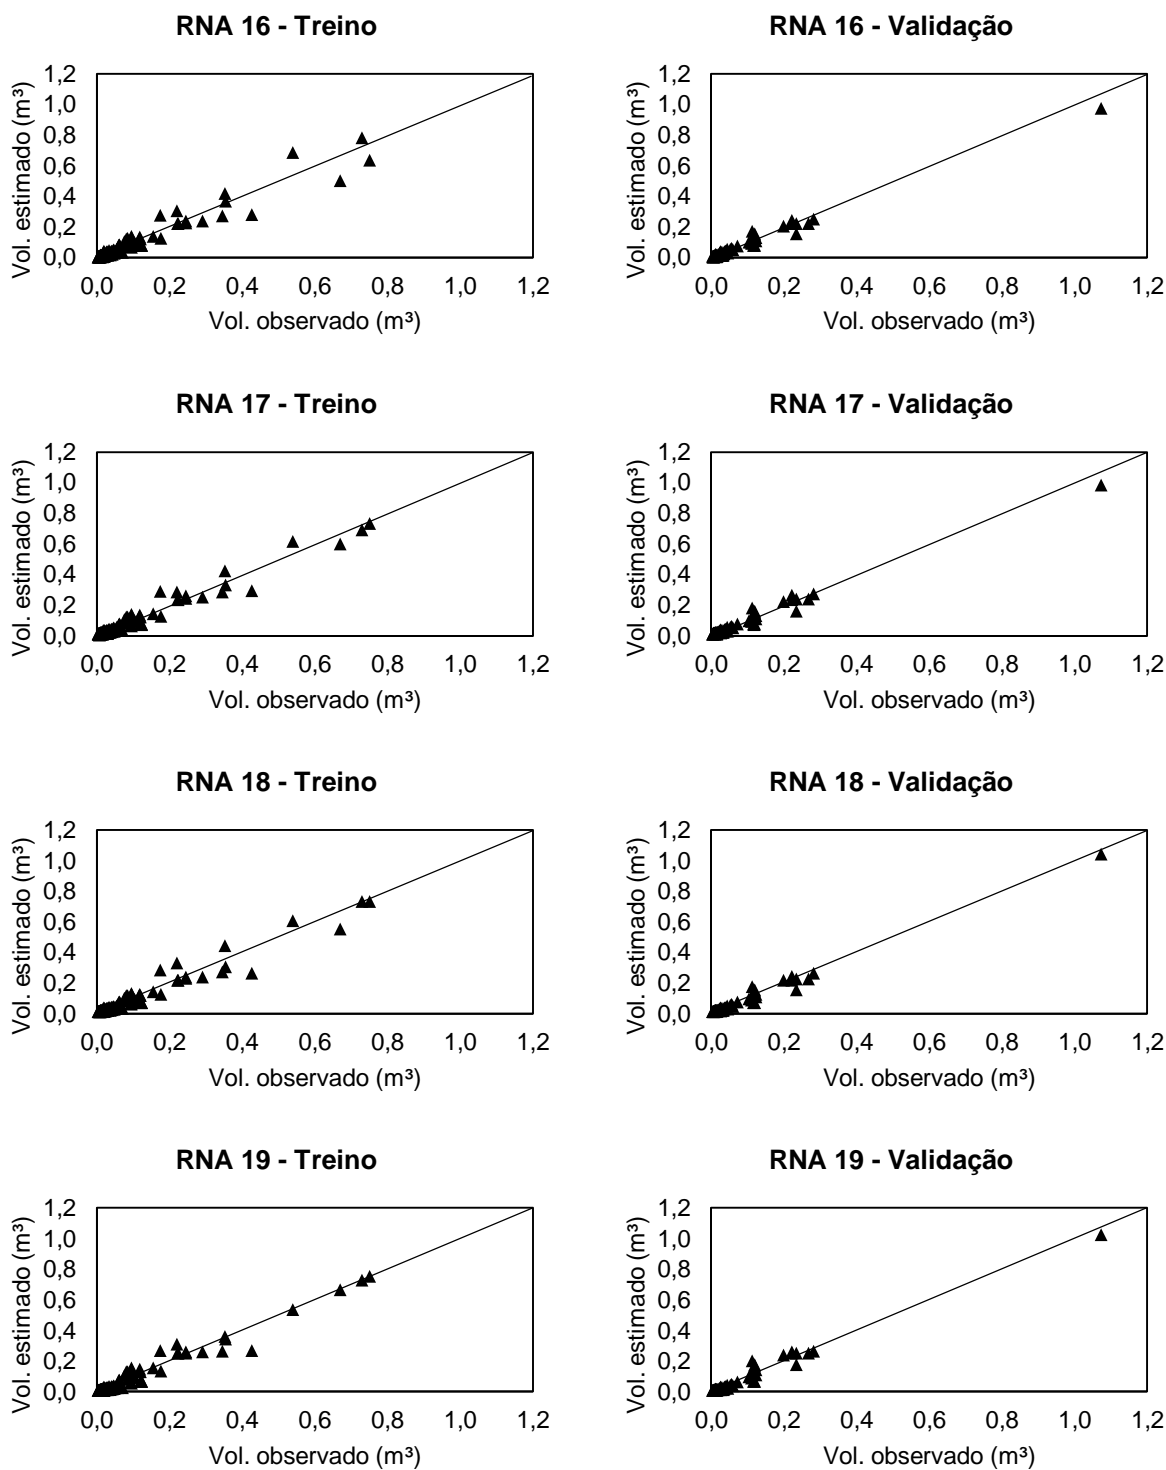 RNA 16 - Treino
Vol. estimado (m³)
1,2
1,0
0,8
0,6
0,4
0,2
0,0
0,0 0,2 0,4 0,6 0,8 1,0 1,2
Vol. observado (m³)
RNA 16 - Validação
Vol. estimado (m³)
1,2
1,0
0,8
0,6
0,4
0,2
0,0
0,0 0,2 0,4 0,6 0,8 1,0 1,2
Vol. observado (m³)
RNA 17 - Treino
Vol. estimado (m³)
1,2
1,0
0,8
0,6
0,4
0,2
0,0
0,0 0,2 0,4 0,6 0,8 1,0 1,2
Vol. observado (m³)
RNA 17 - Validação
Vol. estimado (m³)
1,2
1,0
0,8
0,6
0,4
0,2
0,0
0,0 0,2 0,4 0,6 0,8 1,0 1,2
Vol. observado (m³)
RNA 18 - Treino
Vol. estimado (m³)
1,2
1,0
0,8
0,6
0,4
0,2
0,0
0,0 0,2 0,4 0,6 0,8 1,0 1,2
Vol. observado (m³)
RNA 18 - Validação
Vol. estimado (m³)
1,2
1,0
0,8
0,6
0,4
0,2
0,0
0,0 0,2 0,4 0,6 0,8 1,0 1,2
Vol. observado (m³)
RNA 19 - Treino
Vol. estimado (m³)
1,2
1,0
0,8
0,6
0,4
0,2
0,0
0,0 0,2 0,4 0,6 0,8 1,0 1,2
Vol. observado (m³)
RNA 19 - Validação
Vol. estimado (m³)
1,2
1,0
0,8
0,6
0,4
0,2
0,0
0,0 0,2 0,4 0,6 0,8 1,0 1,2
Vol. observado (m³)